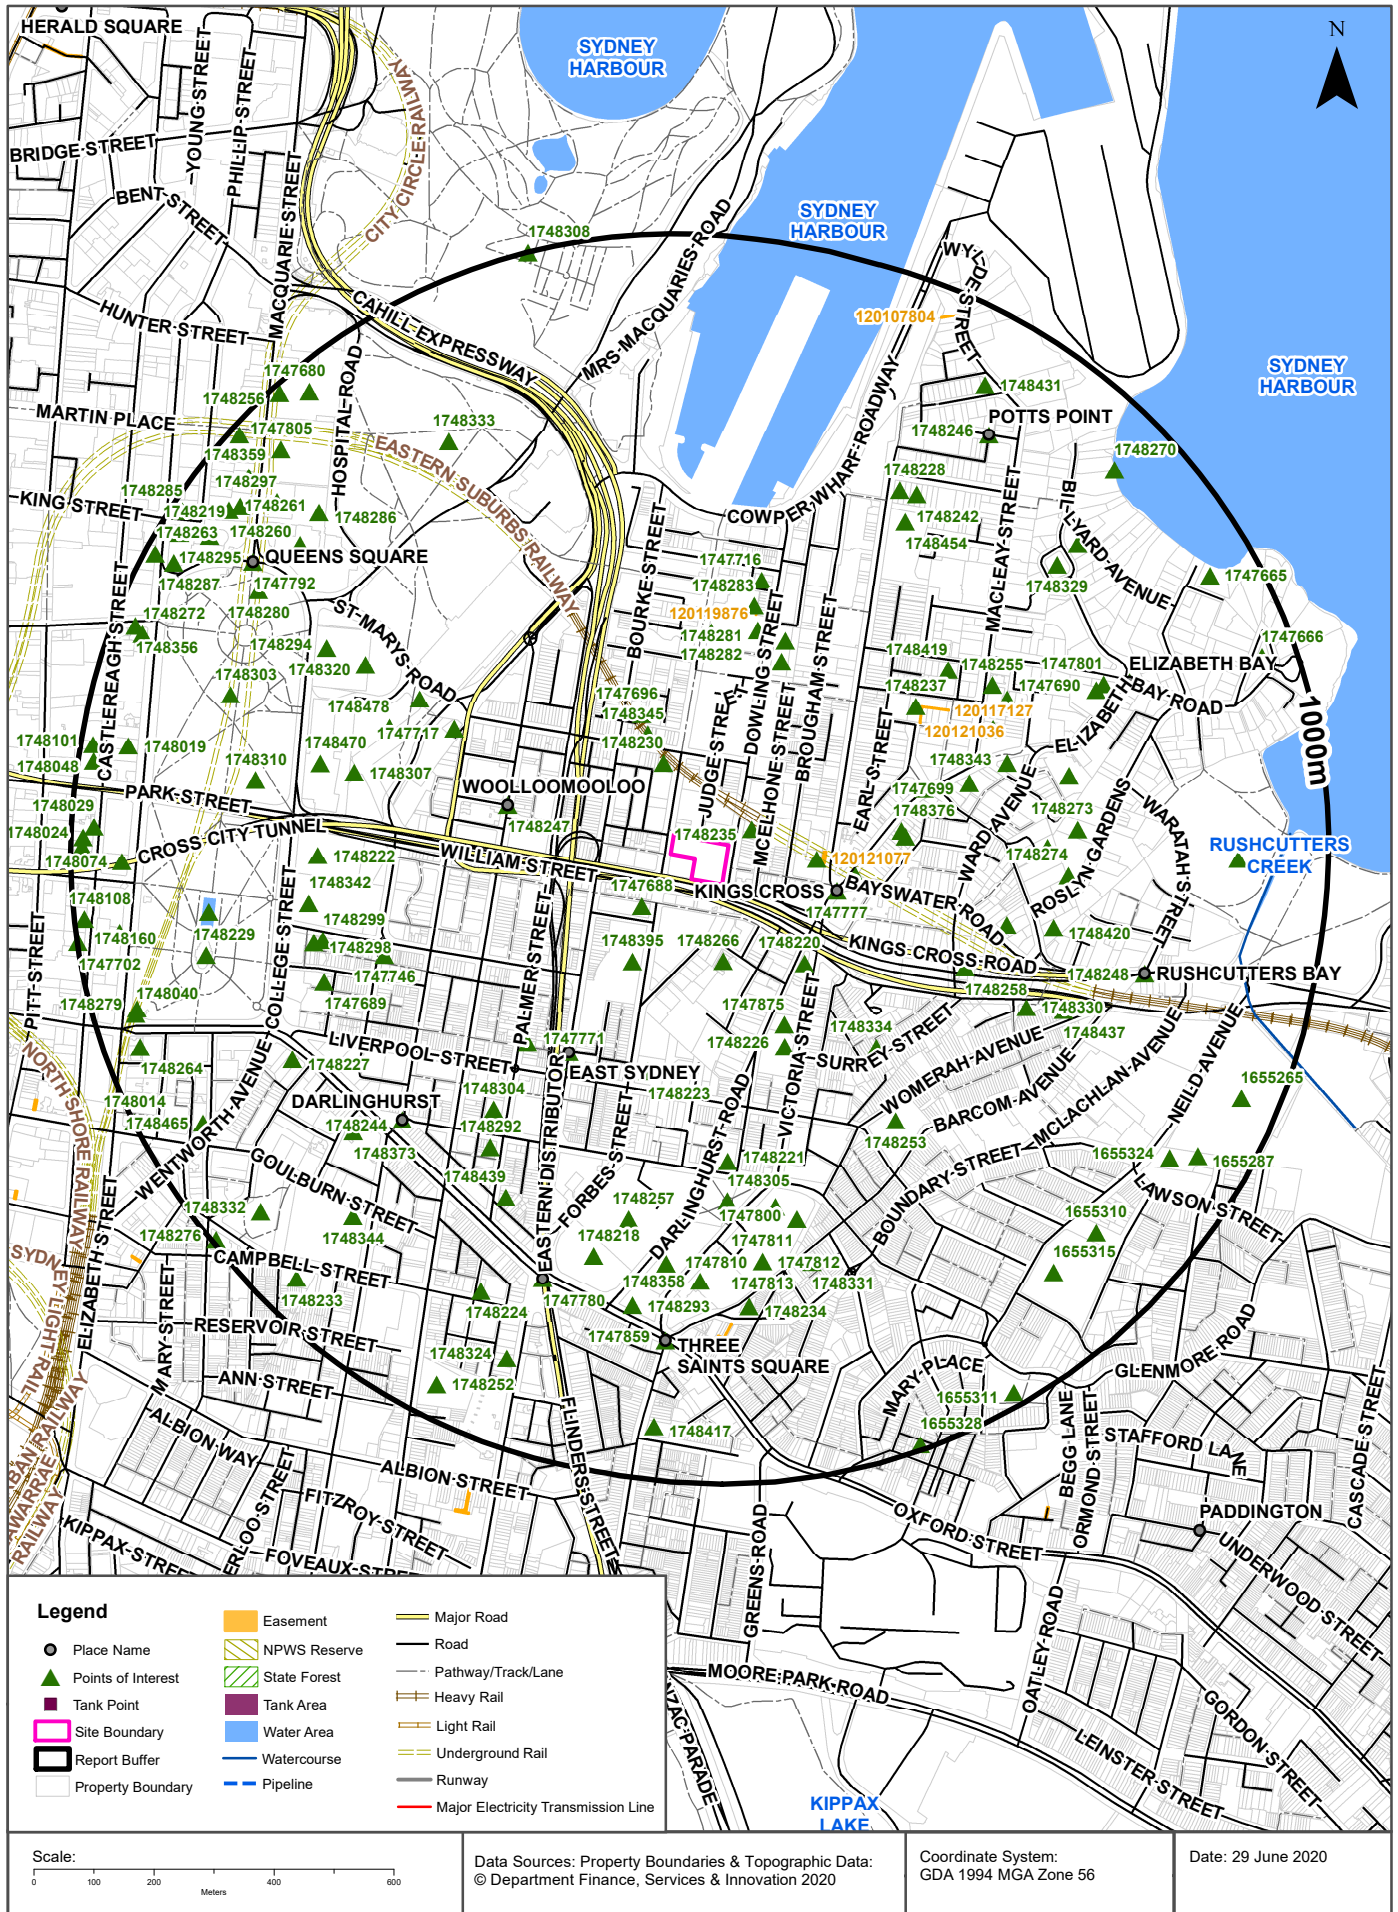 HERALD SQUARE
YOUNG STREET
PHILLIP STREET
SYDNEY
HARBOUR
N
CITY CIRCLE RAILWAY
BRIDGE STREET
BENT STREET
MACQUARIE STREET
MRS MACQUARIES ROAD
SYDNEY
HARBOUR
1748308
WYLDE STREET
CAHILL EXPRESSWAY
HUNTER STREET
120107804
HOSPITAL ROAD
COWPER WHARF ROADWAY
SYDNEY
HARBOUR
1747680
1748256
1748431
MARTIN PLACE
1747805
1748333
POTTS POINT
1748246
EASTERN SUBURBS RAILWAY
1748359
1748270
1748297
1748228
1748285
KING STREET
1748219
1748261
1748286
MACLEAY STREET
BILLYARD AVENUE
1748263
1748260
1748242
1748454
1748295
QUEENS SQUARE
BOURKE STREET
1747716
1748283
1748287
1747792
1748329
1747665
1748280
120119876
1748272
ST MARYS ROAD
1748281
1748356
1748294
1748282
1747666
CASTLEREAGH STREET
DOWLING STREET
BROUGHAM STREET
1748419
1748255
1747801
ELIZABETH BAY
1748320
1748303
1748237
1747690
ELIZABETH BAY ROAD
1747696
1748345
1748478
120117127
1747717
1748230
120121036
1748101
1748019
1748470
1748048
1748310
1748307
JUDGE STREET
MCELHONE STREET
EARL STREET
1748343
1000m
WOOLLOOMOOLOO
1747699
1748376
WARD AVENUE
1748273
PARK STREET
1748029
1748247
1748235
1748024
CROSS CITY TUNNEL
WARATAH STREET
1748074
1748222
WILLIAM STREET
120121077
1748274
ROSLYN GARDENS
RUSHCUTTERS
CREEK
1748342
1747688
KINGS CROSS
BAYSWATER ROAD
1748108
1747777
1748299
1748160
1748229
1748298
1748395
1748266
1748220
1748420
1747702
1747746
KINGS CROSS ROAD
PITT STREET
COLLEGE STREET
PALMER STREET
1748248
RUSHCUTTERS BAY
1748279
1748040
1747689
1747875
1748258
1748330
1748334
1748437
1747771
LIVERPOOL STREET
1748226
SURREY STREET
NORTH SHORE RAILWAY
1748264
1748227
EAST SYDNEY
WOMERAH AVENUE
1655265
1748304
1748223
VICTORIA STREET
BARCOM AVENUE
MCLACHLAN AVENUE
NEILD AVENUE
1748014
DARLINGHURST
1748465
1748244
1748292
1748253
1748373
WENTWORTH AVENUE
EASTERN DISTRIBUTOR
DARLINGHURST ROAD
1748221
1655324
1655287
1748439
1748305
GOULBURN STREET
FORBES STREET
1748257
BOUNDARY STREET
LAWSON STREET
1748332
1747800
1655310
1748218
1748276
1748344
1747811
1655315
CAMPBELL STREET
1747810
1747812
1748358
1747813
1748331
1748233
1747780
1748293
1748234
SYDNEY LIGHT RAIL
ELIZABETH STREET
1748224
MARY STREET
RESERVOIR STREET
1747859
THREE
SAINTS SQUARE
GLENMORE ROAD
1748324
1748252
ANN STREET
MARY PLACE
1655311
CASCADE STREET
ALBION WAY
FLINDERS STREET
1748417
1655328
BEGG LANE
ORMOND STREET
STAFFORD LANE
ALBION STREET
FITZROY STREET
PADDINGTON
OXFORD STREET
UNDERWOOD STREET
KIPPAX STREET
FOVEAUX
GREENS ROAD
OATLEY ROAD
MOORE PARK ROAD
GORDON STREET
LEINSTER STREET
PARADE
KIPPAX
LAKE
Legend
Place Name
Points of Interest
Tank Point
Site Boundary
Report Buffer
Property Boundary
Easement
NPWS Reserve
State Forest
Tank Area
Water Area
Watercourse
Pipeline
Major Road
Road
Pathway/Track/Lane
Heavy Rail
Light Rail
Underground Rail
Runway
Major Electricity Transmission Line
Scale:
0 100 200 400 600
Meters
Data Sources: Property Boundaries & Topographic Data:
© Department Finance, Services & Innovation 2020
Coordinate System:
GDA 1994 MGA Zone 56
Date: 29 June 2020